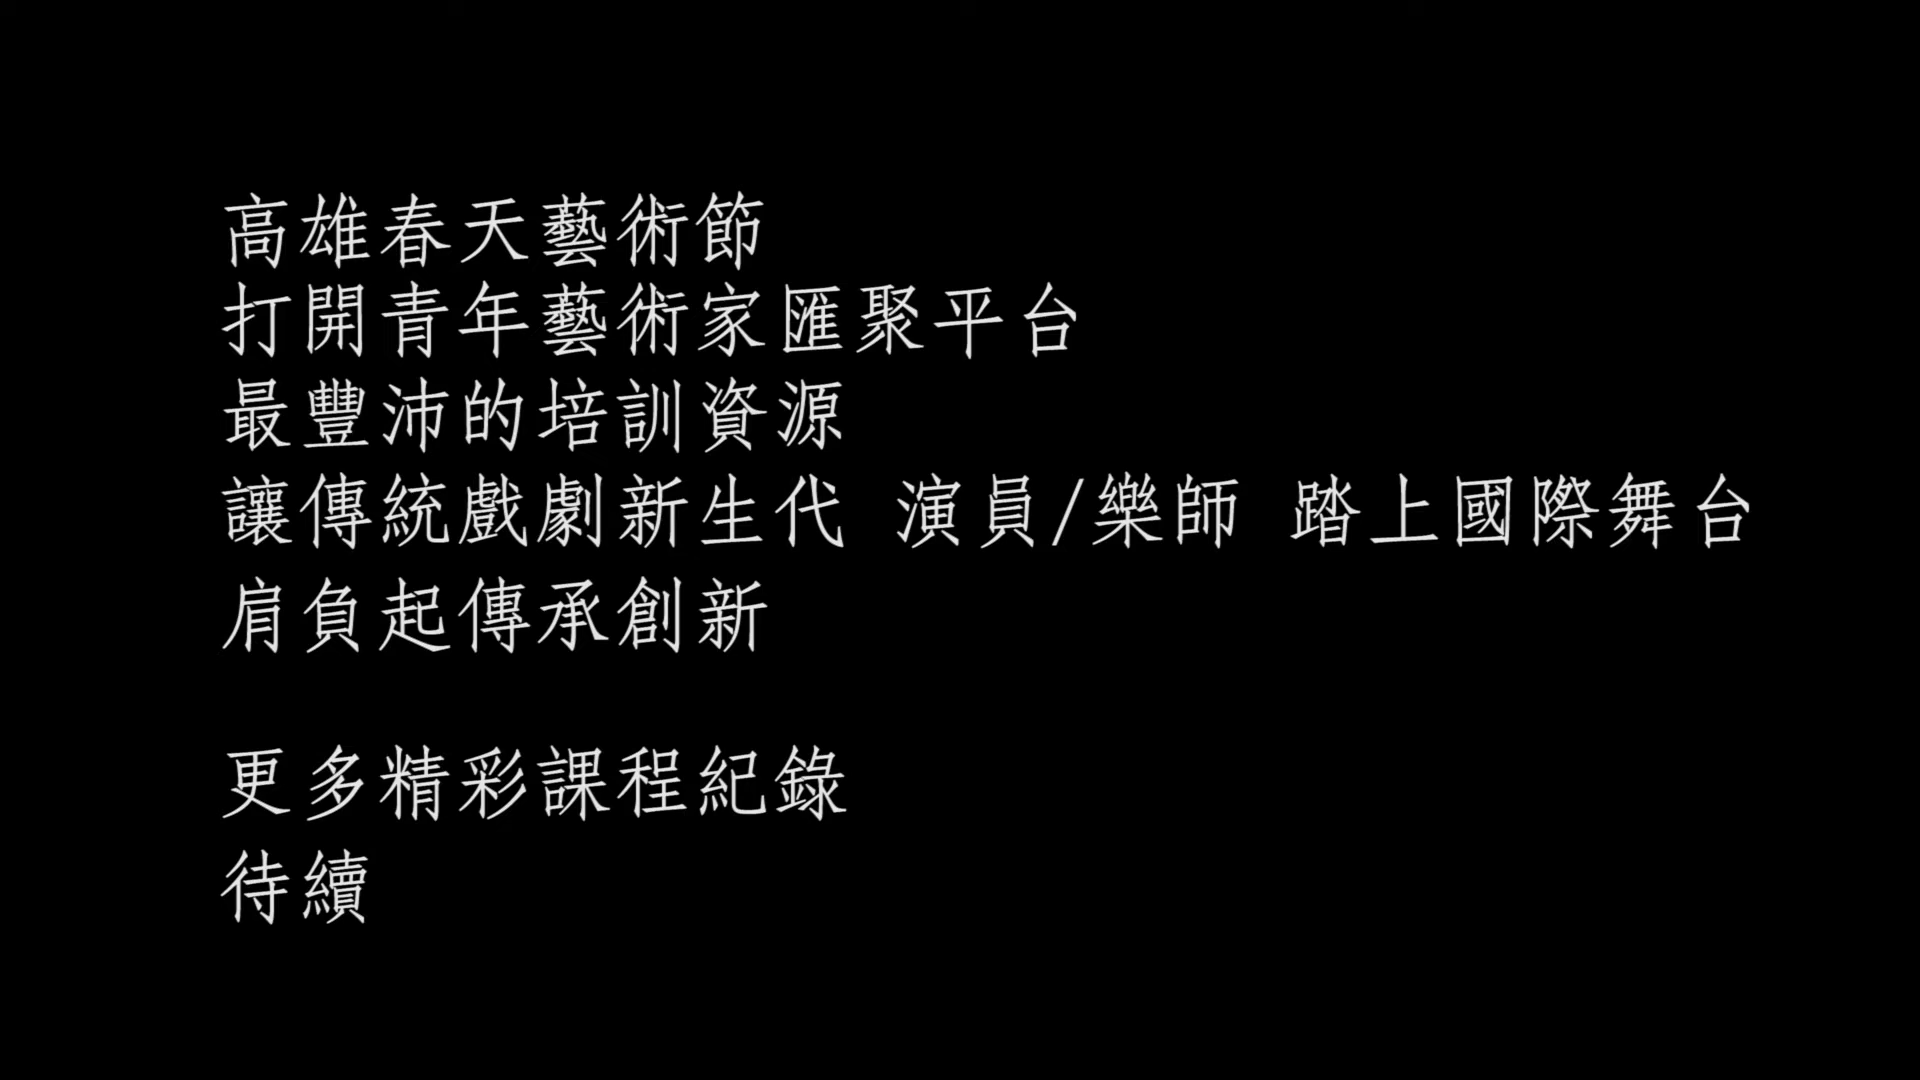 高雄春天藝術節
打開青年藝術家匯聚平台
最豐沛的培訓資源
讓傳統戲劇新生代 演員/樂師 踏上國際舞台
肩負起傳承創新
更多精彩課程紀錄
待續